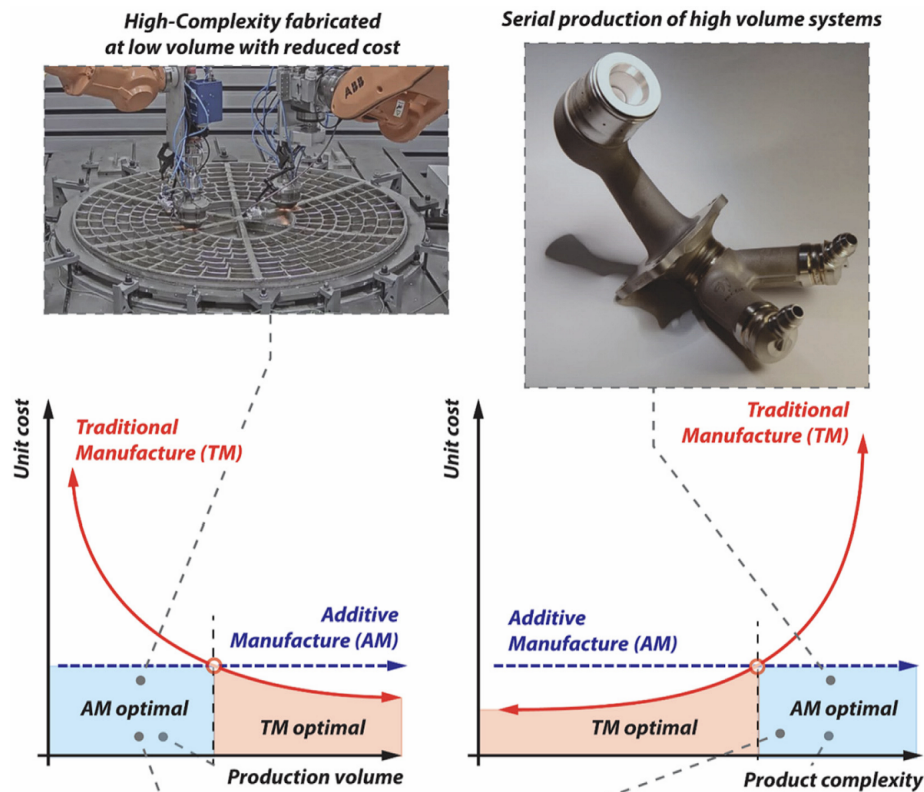 High-Complexity fabricated
at low volume with reduced cost
Serial production of high volume systems
ABB
Unit cost
Traditional
Manufacture (TM)
Additive
Manufacture (AM)
AM optimal
TM optimal
Production volume
Unit cost
Traditional
Manufacture (TM)
Additive
Manufacture (AM)
TM optimal
AM optimal
Product complexity